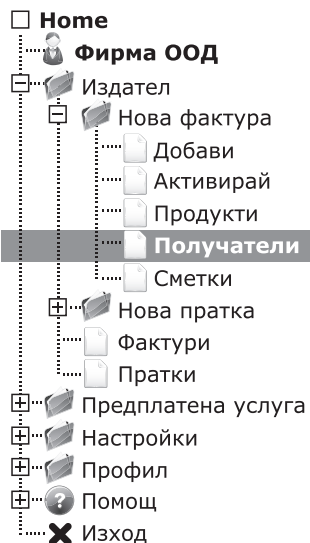 Home
Фирма ООД
Издател
Нова фактура
Добави
Активирай
Продукти
Получатели
Сметки
Нова пратка
Фактури
Пратки
Предплатена услуга
Настройки
Профил
Помощ
Изход